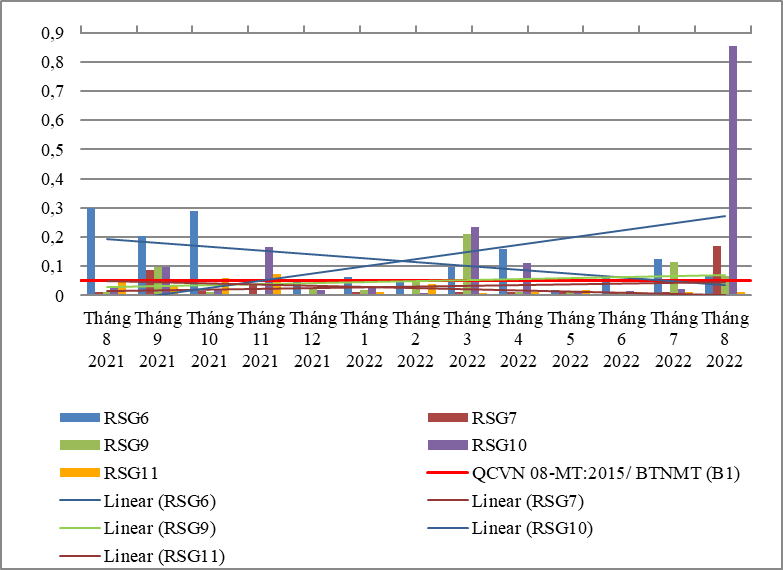 0,9
0,8
0,7
0,6
0,5
0,4
0,3
0,2
0,1
0
Tháng Tháng Tháng Tháng Tháng Tháng Tháng Tháng Tháng Tháng Tháng Tháng Tháng
8 9 10 11 12 1 2 3 4 5 6 7 8
2021 2021 2021 2021 2021 2022 2022 2022 2022 2022 2022 2022 2022
RSG6 RSG7
RSG9 RSG10
RSG11 QCVN 08-MT:2015/ BTNMT (B1)
Linear (RSG6) Linear (RSG7)
Linear (RSG9) Linear (RSG10)
Linear (RSG11)